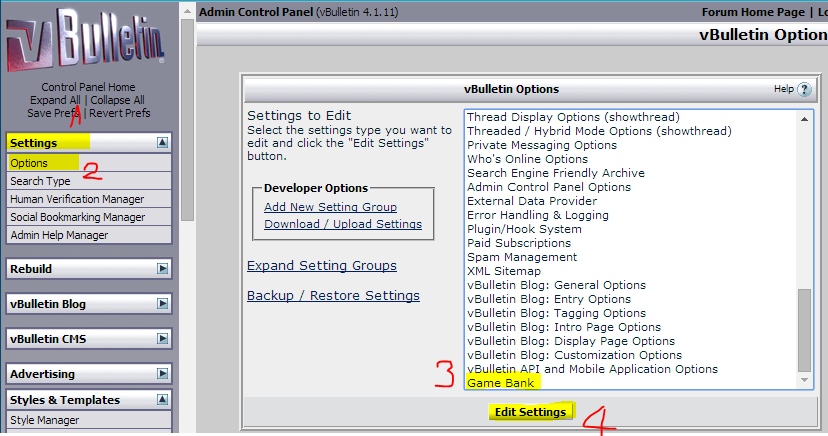 vBulletin
Control Panel Home
Expand All | Collapse All
Save Prefs | Revert Prefs
1
Settings
Options
2
Search Type
Human Verification Manager
Social Bookmarking Manager
Admin Help Manager
Rebuild
vBulletin Blog
vBulletin CMS
Advertising
Styles & Templates
Style Manager
Admin Control Panel (vBulletin 4.1.11)
Forum Home Page |
vBulletin Option
vBulletin Options
Help ?
Settings to Edit
Select the settings type you want to
edit and click the "Edit Settings"
button.
Developer Options
Add New Setting Group
Download / Upload Settings
Expand Setting Groups
Backup / Restore Settings
Thread Display Options (showthread)
Threaded / Hybrid Mode Options (showthread)
Private Messaging Options
Who's Online Options
Search Engine Friendly Archive
Admin Control Panel Options
External Data Provider
Error Handling & Logging
Plugin/Hook System
Paid Subscriptions
Spam Management
XML Sitemap
vBulletin Blog: General Options
vBulletin Blog: Entry Options
vBulletin Blog: Tagging Options
vBulletin Blog: Intro Page Options
vBulletin Blog: Display Page Options
vBulletin Blog: Customization Options
vBulletin API and Mobile Application Options
3
Game Bank
Edit Settings
4